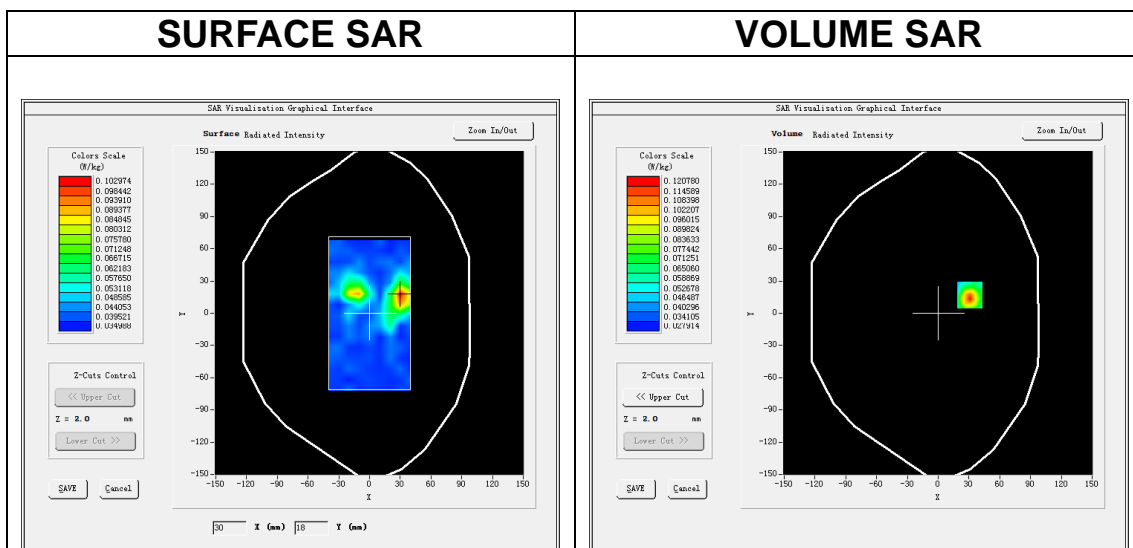 SURFACE SAR
VOLUME SAR
SAR Visualisation Graphical Interface
Surface Radiated Intensity
Zoom In/Out
Colors Scale
(W/kg)
0.102974
0.098442
0.093910
0.089377
0.084845
0.080312
0.075780
0.071248
0.066715
0.062183
0.057650
0.053118
0.048585
0.044053
0.039521
0.034988
150
120
90
60
30
0
-30
-60
-90
-120
-150
Y
-150 -120 -90 -60 -30 0 30 60 90 120 150
X
Z-Cuts Control
<< Upper Cut
Z = 2.0 mm
Lower Cut >>
SAVE Cancel
30 X (mm) 18 Y (mm)
SAR Visualisation Graphical Interface
Volume Radiated Intensity
Zoom In/Out
Colors Scale
(W/kg)
0.120780
0.114589
0.108398
0.102207
0.096015
0.089824
0.083633
0.077442
0.071251
0.065060
0.058869
0.052678
0.046487
0.040296
0.034105
0.027914
150
120
90
60
30
0
-30
-60
-90
-120
-150
Y
-150 -120 -90 -60 -30 0 30 60 90 120 150
X
Z-Cuts Control
<< Upper Cut
Z = 2.0 mm
Lower Cut >>
SAVE Cancel